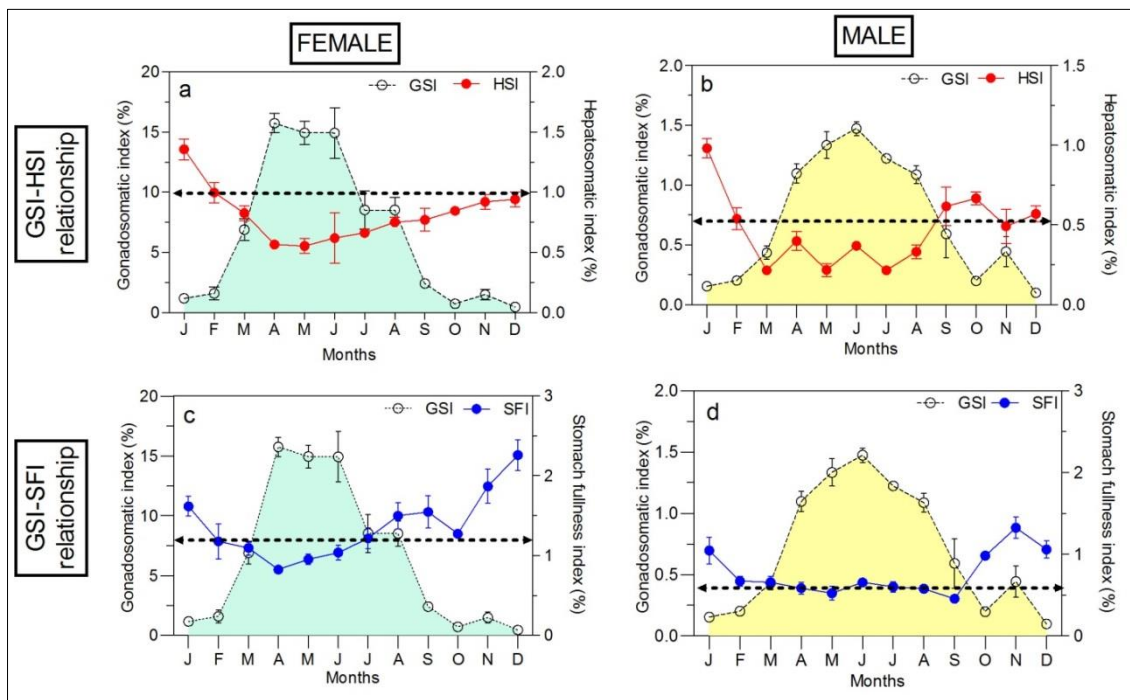 FEMALE
MALE
GSI-HSI
relationship
GSI-SFI
relationship
a
GSI
HSI
Gonadosomatic index (%)
20
15
10
5
0
Hepatosomatic index
(%)
2.0
1.5
1.0
0.5
0.0
J F M A M J J A S O N D
Months
b
GSI
HSI
Gonadosomatic index (%)
2.0
1.5
1.0
0.5
0.0
Hepatosomatic index
(%)
1.5
1.0
0.5
0.0
J F M A M J J A S O N D
Months
c
GSI
SFI
Gonadosomatic index (%)
20
15
10
5
0
Stomach fullness index
(%)
3
2
1
0
J F M A M J J A S O N D
Months
d
GSI
SFI
Gonadosomatic index (%)
2.0
1.5
1.0
0.5
0.0
Stomach fullness index
(%)
3
2
1
0
J F M A M J J A S O N D
Months